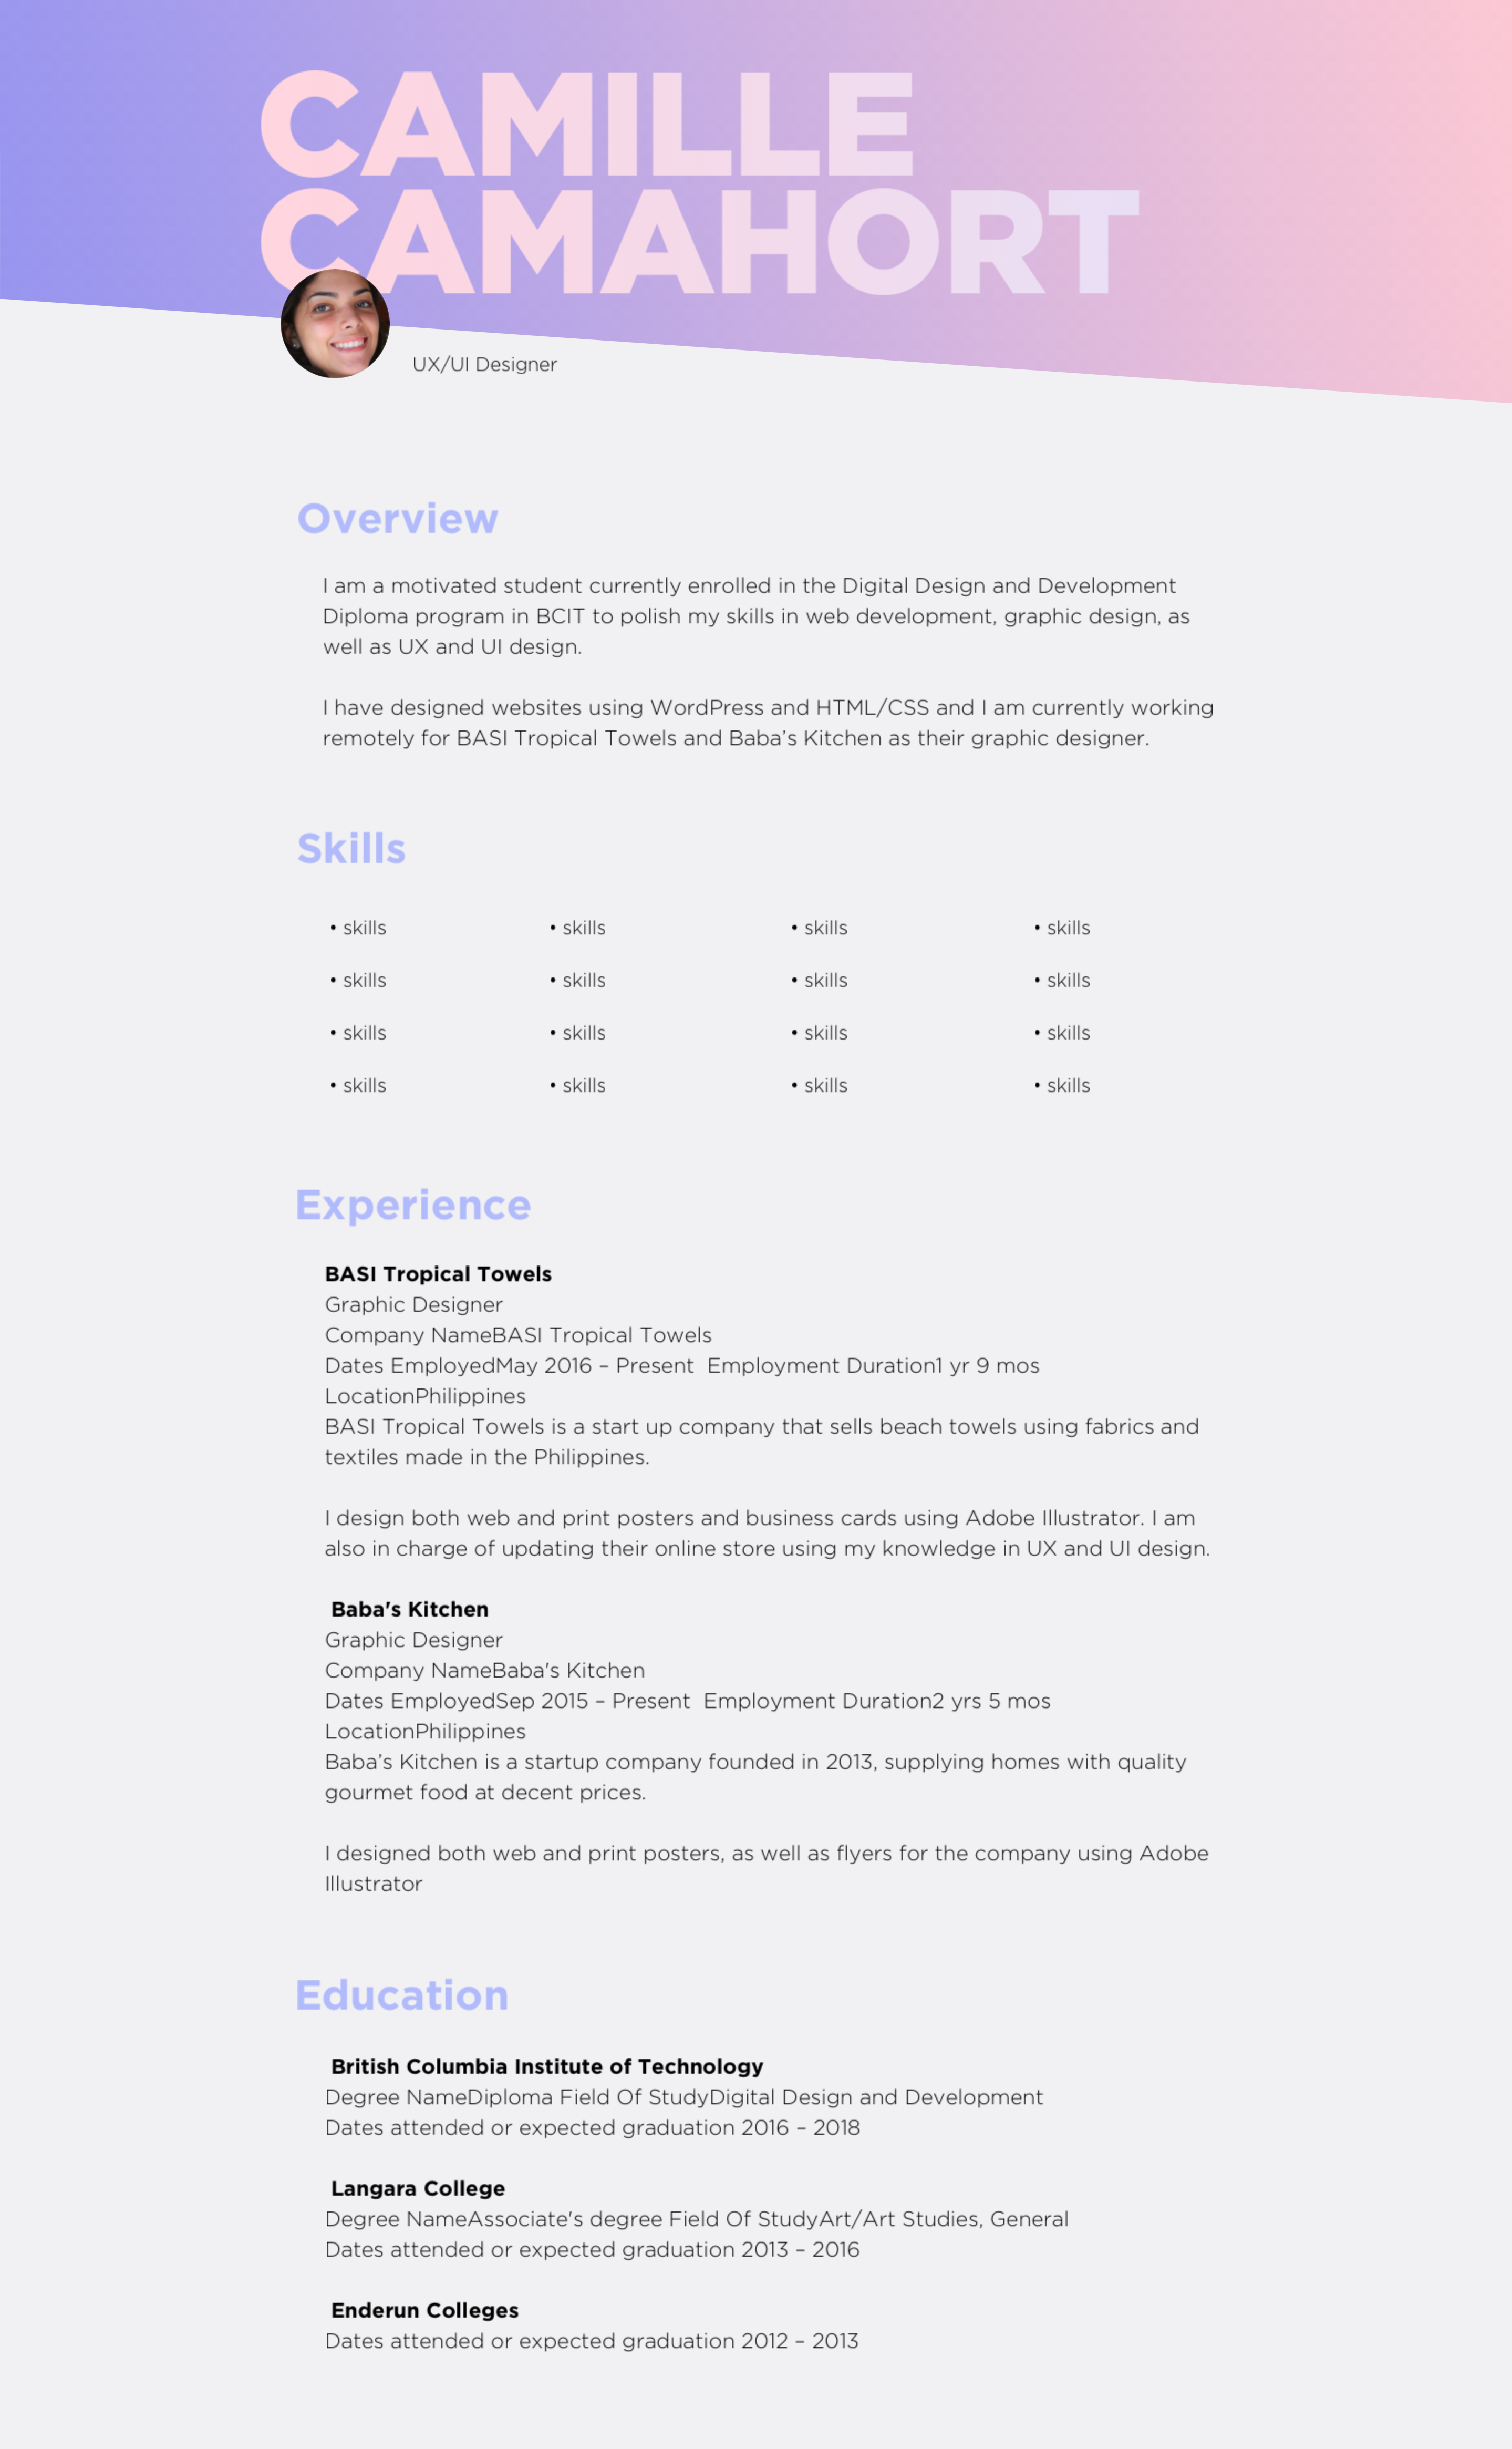 CAMILLE
CAMAHORT
UX/UI Designer
Overview
I am a motivated student currently enrolled in the Digital Design and Development
Diploma program in BCIT to polish my skills in web development, graphic design, as
well as UX and UI design.
I have designed websites using WordPress and HTML/CSS and I am currently working
remotely for BASI Tropical Towels and Baba’s Kitchen as their graphic designer.
Skills
• skills • skills • skills • skills
• skills • skills • skills • skills
• skills • skills • skills • skills
• skills • skills • skills • skills
Experience
BASI Tropical Towels
Graphic Designer
Company NameBASI Tropical Towels
Dates EmployedMay 2016 – Present  Employment Duration1 yr 9 mos
LocationPhilippines
BASI Tropical Towels is a start up company that sells beach towels using fabrics and
textiles made in the Philippines.
I design both web and print posters and business cards using Adobe Illustrator. I am
also in charge of updating their online store using my knowledge in UX and UI design.
Baba's Kitchen
Graphic Designer
Company NameBaba's Kitchen
Dates EmployedSep 2015 – Present  Employment Duration2 yrs 5 mos
LocationPhilippines
Baba’s Kitchen is a startup company founded in 2013, supplying homes with quality
gourmet food at decent prices.
I designed both web and print posters, as well as flyers for the company using Adobe
Illustrator
Education
British Columbia Institute of Technology
Degree NameDiploma Field Of StudyDigital Design and Development
Dates attended or expected graduation 2016 – 2018
Langara College
Degree NameAssociate's degree Field Of StudyArt/Art Studies, General
Dates attended or expected graduation 2013 – 2016
Enderun Colleges
Dates attended or expected graduation 2012 – 2013